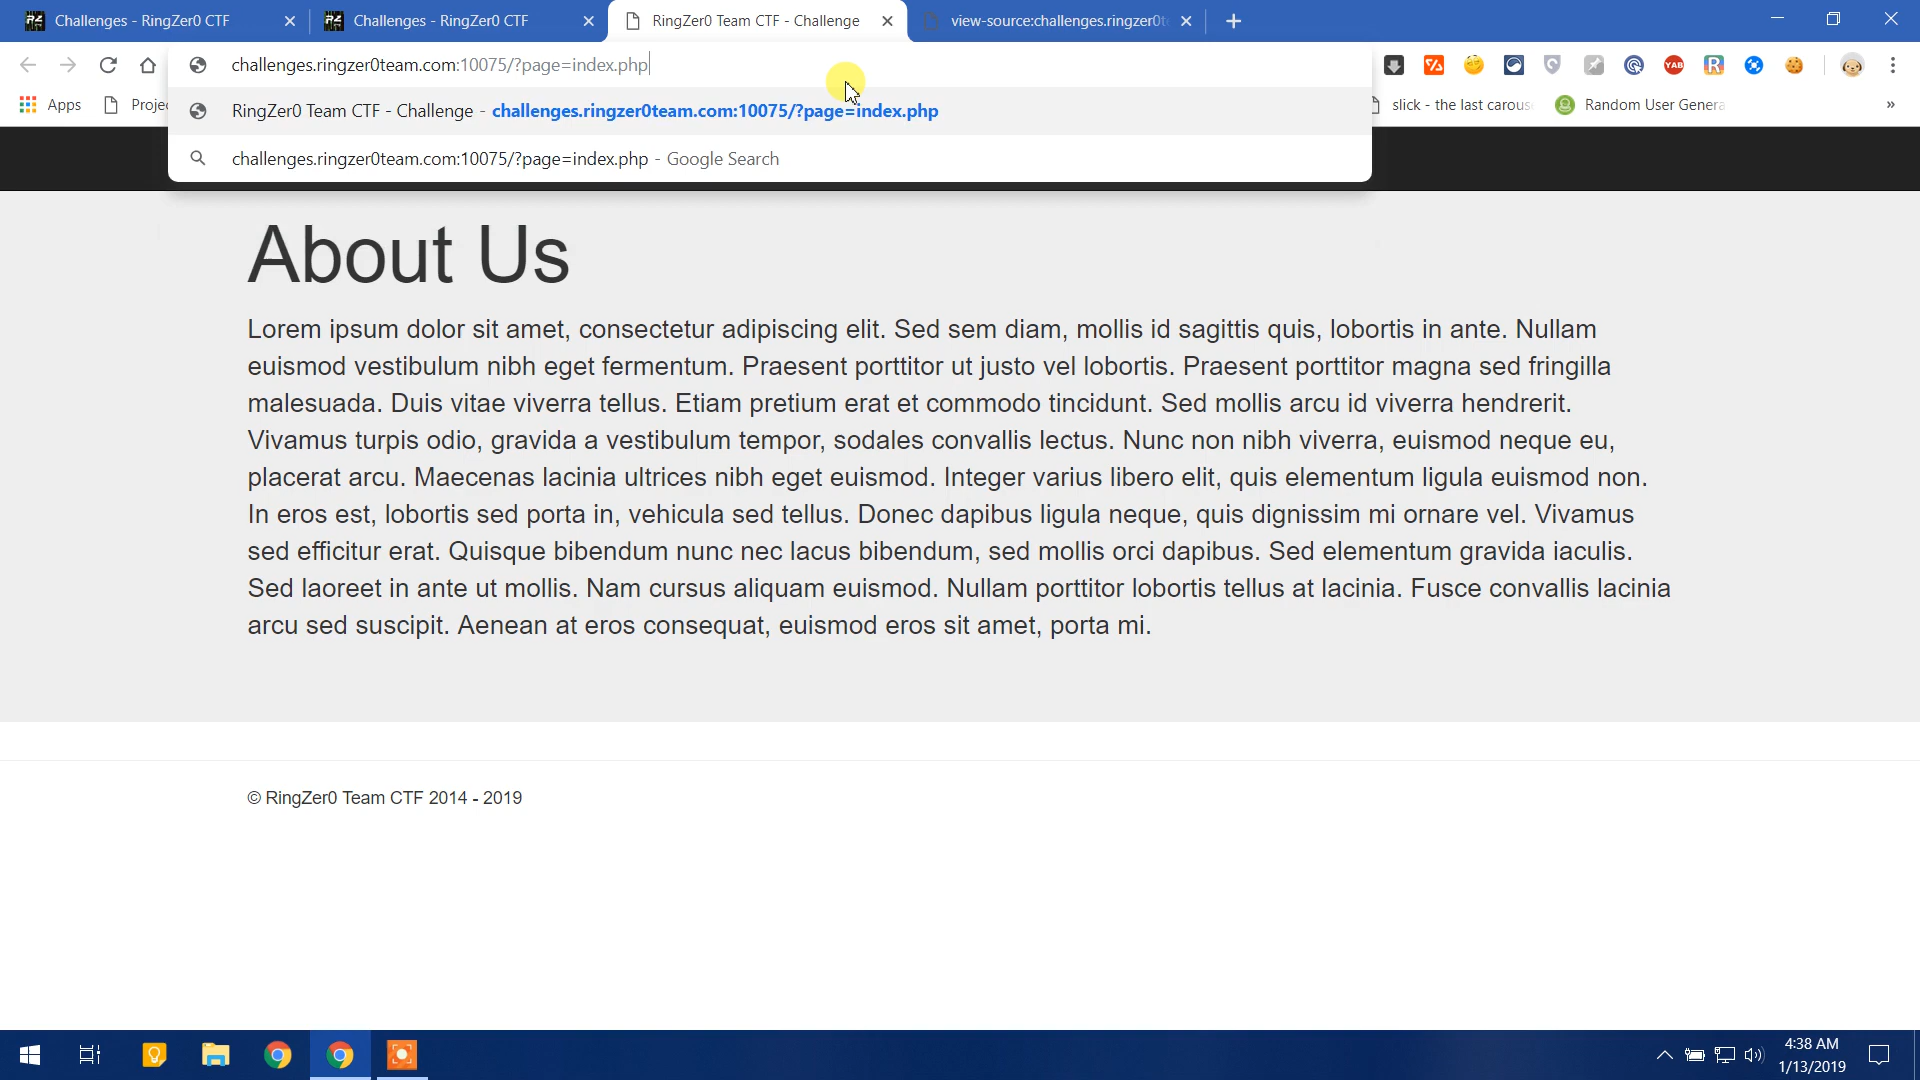 Challenges - RingZer0 CTF
Challenges - RingZer0 CTF
RingZer0 Team CTF - Challenge
view-source:challenges.ringzer0t
challenges.ringzer0team.com:10075/?page=index.php
YAB
R
Apps
Projec
RingZer0 Team CTF - Challenge - challenges.ringzer0team.com:10075/?page=index.php
slick - the last carous
Random User Genera
»
challenges.ringzer0team.com:10075/?page=index.php - Google Search
About Us
Lorem ipsum dolor sit amet, consectetur adipiscing elit. Sed sem diam, mollis id sagittis quis, lobortis in ante. Nullam
euismod vestibulum nibh eget fermentum. Praesent porttitor ut justo vel lobortis. Praesent porttitor magna sed fringilla
malesuada. Duis vitae viverra tellus. Etiam pretium erat et commodo tincidunt. Sed mollis arcu id viverra hendrerit.
Vivamus turpis odio, gravida a vestibulum tempor, sodales convallis lectus. Nunc non nibh viverra, euismod neque eu,
placerat arcu. Maecenas lacinia ultrices nibh eget euismod. Integer varius libero elit, quis elementum ligula euismod non.
In eros est, lobortis sed porta in, vehicula sed tellus. Donec dapibus ligula neque, quis dignissim mi ornare vel. Vivamus
sed efficitur erat. Quisque bibendum nunc nec lacus bibendum, sed mollis orci dapibus. Sed elementum gravida iaculis.
Sed laoreet in ante ut mollis. Nam cursus aliquam euismod. Nullam porttitor lobortis tellus at lacinia. Fusce convallis lacinia
arcu sed suscipit. Aenean at eros consequat, euismod eros sit amet, porta mi.
© RingZer0 Team CTF 2014 - 2019
4:38 AM
1/13/2019